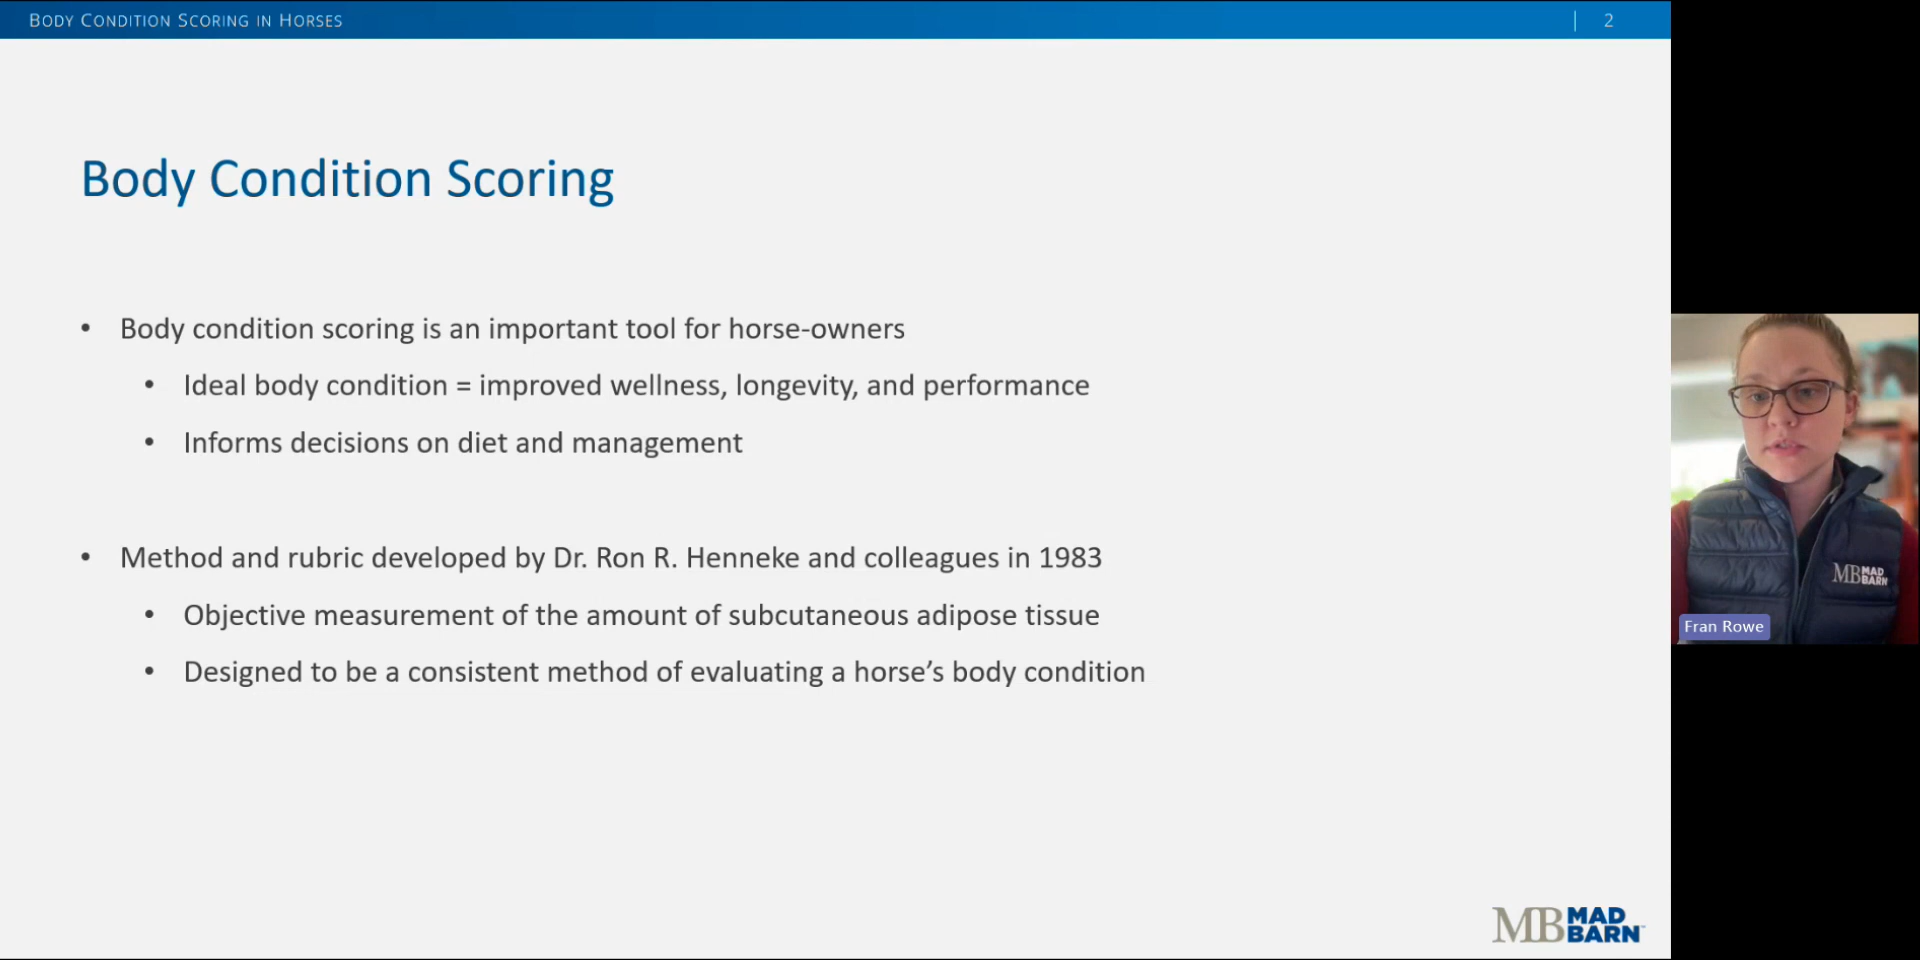 BODY CONDITION SCORING IN HORSES
2
Body Condition Scoring
• Body condition scoring is an important tool for horse-owners
• Ideal body condition = improved wellness, longevity, and performance
• Informs decisions on diet and management
• Method and rubric developed by Dr. Ron R. Henneke and colleagues in 1983
• Objective measurement of the amount of subcutaneous adipose tissue
• Designed to be a consistent method of evaluating a horse’s body condition
MB MAD
BARN
Fran Rowe
MB MAD
BARN™